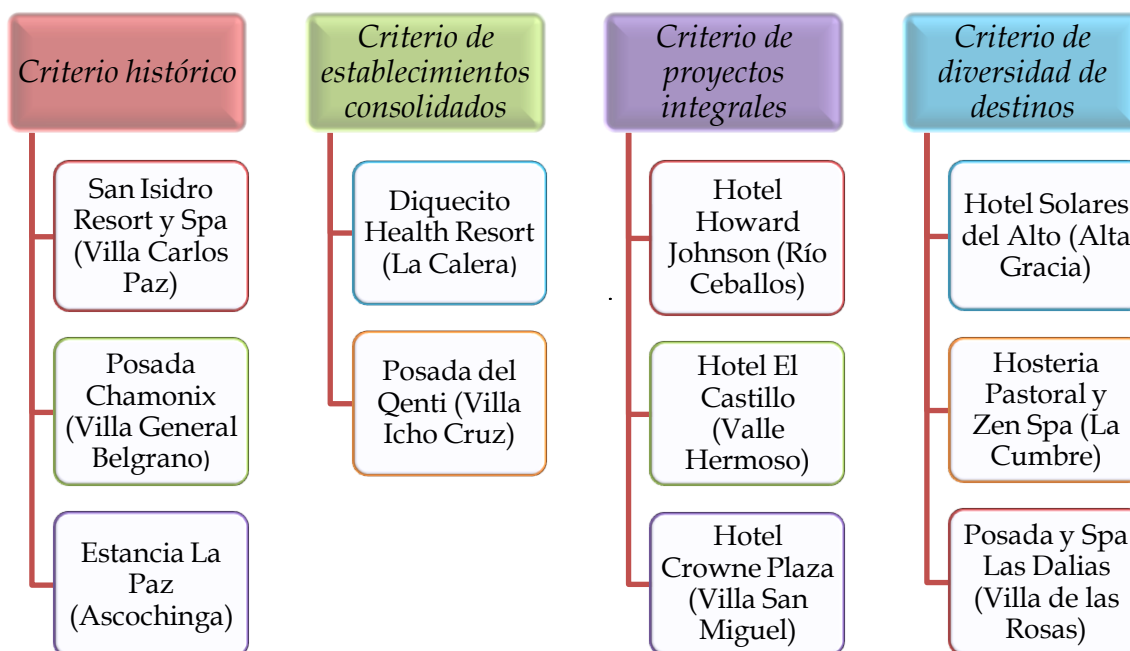 Criterio histórico
San Isidro
Resort y Spa
(Villa Carlos
Paz)
Posada
Chamonix
(Villa General
Belgrano)
Estancia La
Paz
(Ascochinga)
Criterio de
establecimientos
consolidados
Diquecito
Health Resort
(La Calera)
Posada del
Qenti (Villa
Icho Cruz)
Criterio de
proyectos
integrales
Hotel
Howard
Johnson (Río
Ceballos)
.
Hotel El
Castillo
(Valle
Hermoso)
Hotel
Crowne Plaza
(Villa San
Miguel)
Criterio de
diversidad de
destinos
Hotel Solares
del Alto (Alta
Gracia)
Hosteria
Pastoral y
Zen Spa (La
Cumbre)
Posada y Spa
Las Dalias
(Villa de las
Rosas)